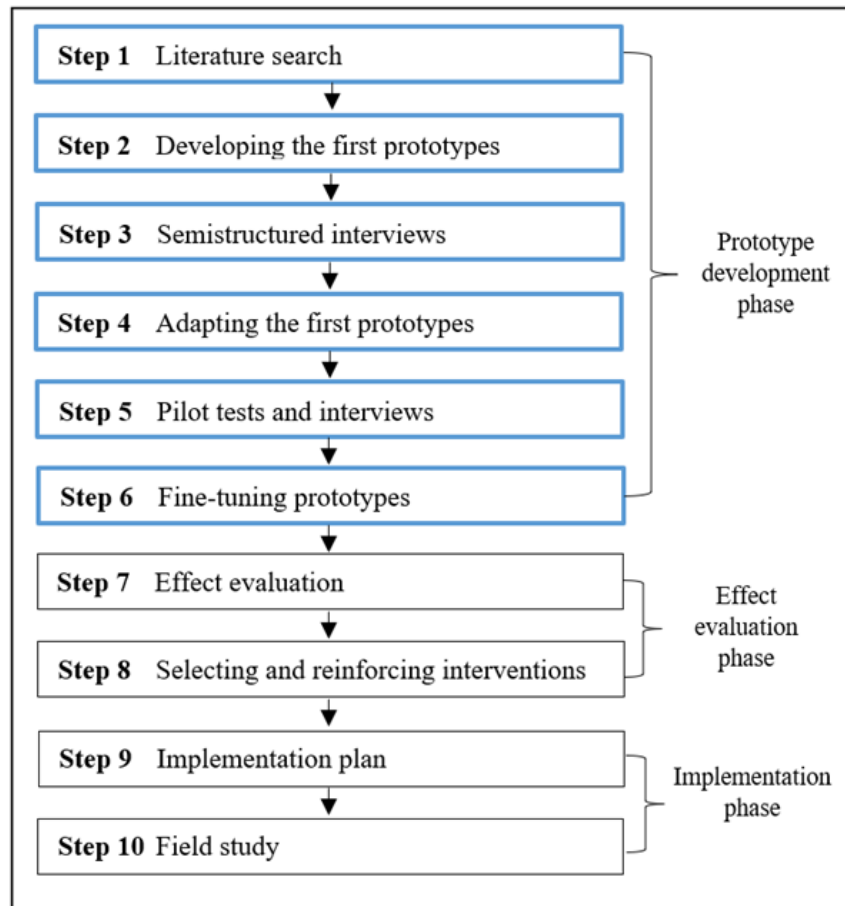 Step 1 Literature search
Step 2 Developing the first prototypes
Step 3 Semistructured interviews
Step 4 Adapting the first prototypes
Step 5 Pilot tests and interviews
Step 6 Fine-tuning prototypes
Prototype
development
phase
Step 7 Effect evaluation
Step 8 Selecting and reinforcing interventions
Effect
evaluation
phase
Step 9 Implementation plan
Step 10 Field study
Implementation
phase